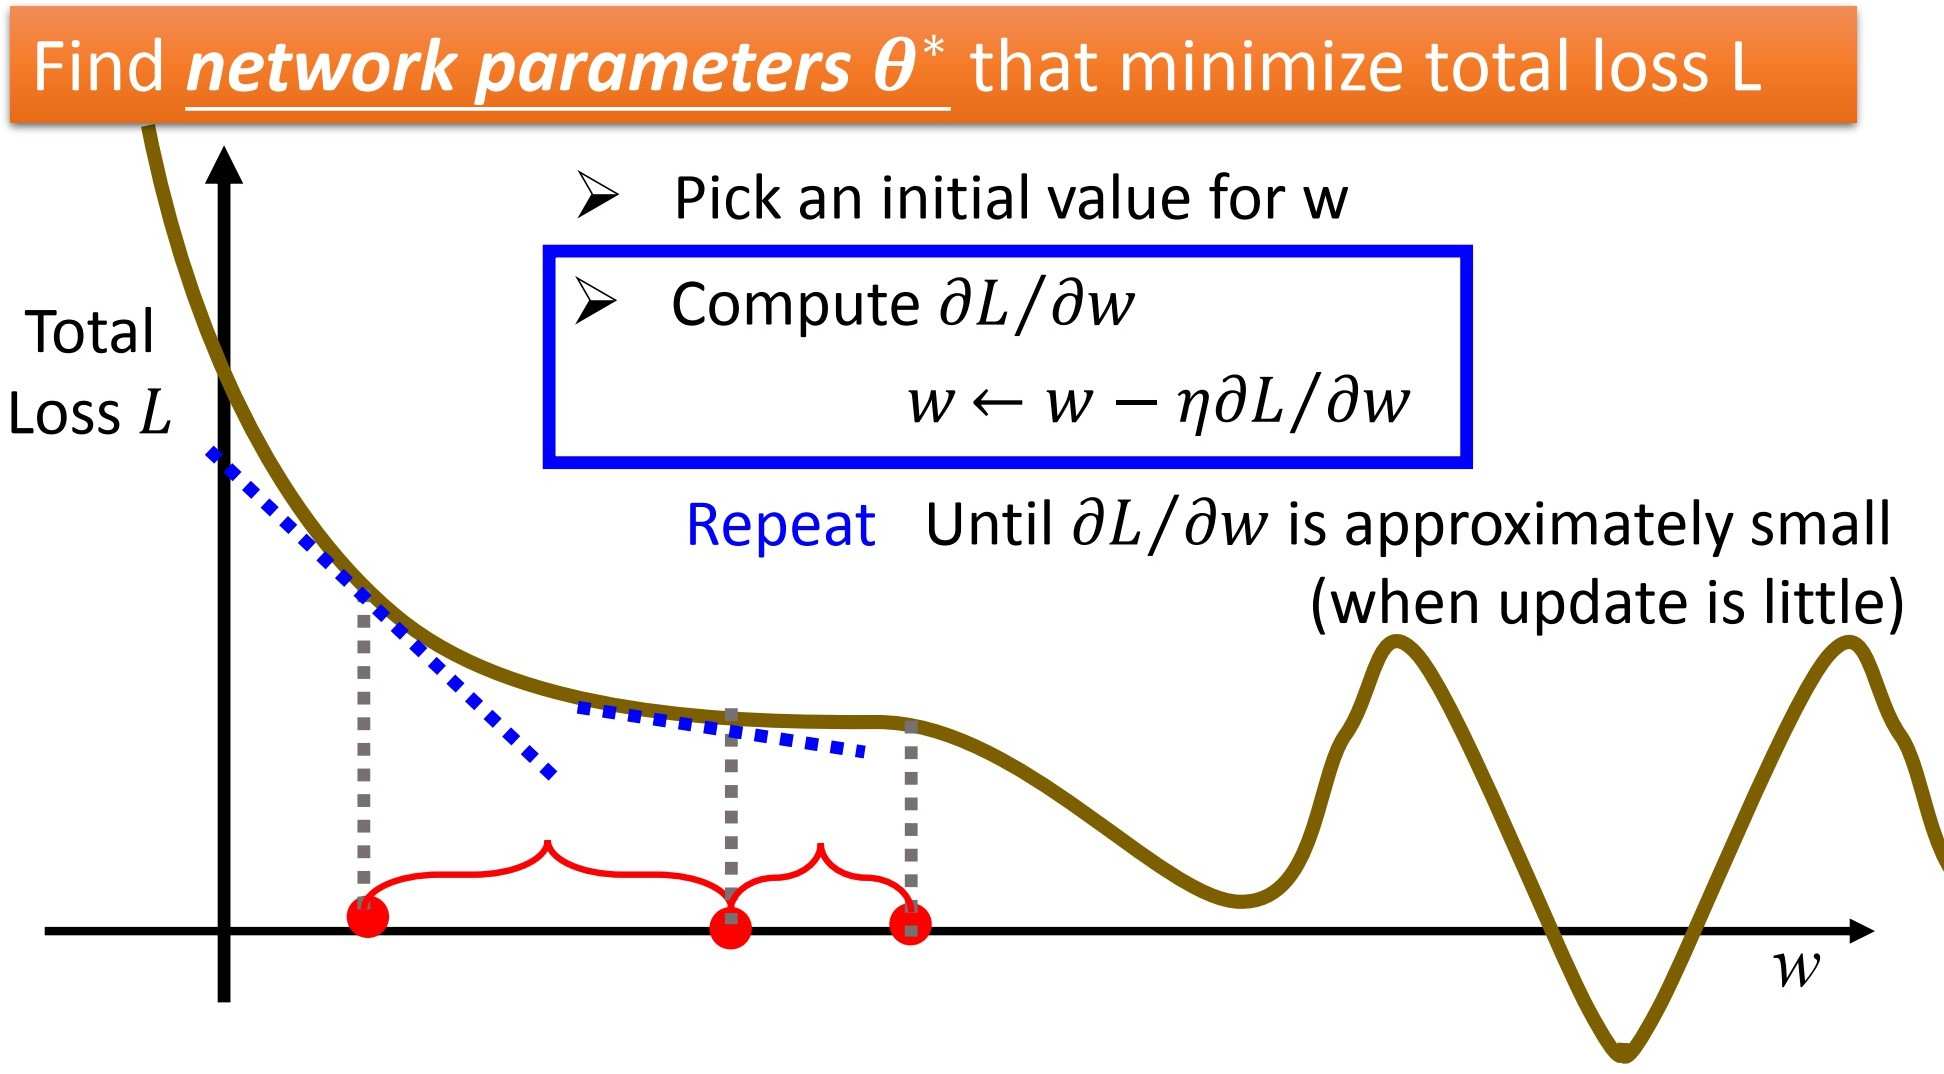 Find network parameters θ* that minimize total loss L
➢ Pick an initial value for w
➢ Compute ∂L/∂w
w ← w − η∂L/∂w
Repeat Until ∂L/∂w is approximately small
(when update is little)
Total
Loss L
w